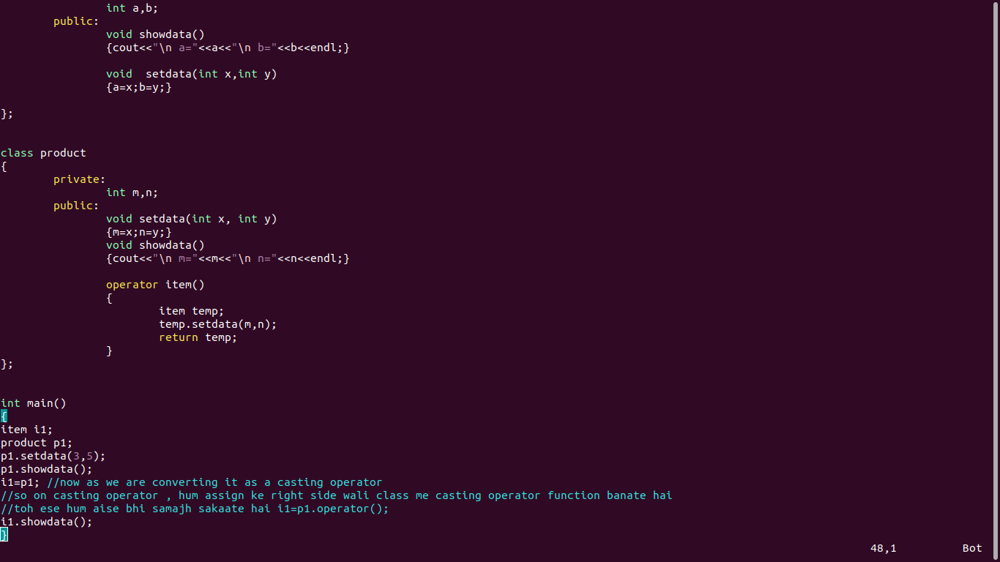 int a,b;
        public:
                void showdata()
                {cout<<"\n a="<<a<<"\n b="<<b<<endl;}

                void  setdata(int x,int y)
                {a=x;b=y;}

};


class product
{
        private:
                int m,n;
        public:
                void setdata(int x, int y)
                {m=x;n=y;}
                void showdata()
                {cout<<"\n m="<<m<<"\n n="<<n<<endl;}

                operator item()
                {
                        item temp;
                        temp.setdata(m,n);
                        return temp;
                }
};


int main()
{
item i1;
product p1;
p1.setdata(3,5);
p1.showdata();
i1=p1; //now as we are converting it as a casting operator
//so on casting operator , hum assign ke right side wali class me casting operator function banate hai
//toh ese hum aise bhi samajh sakaate hai i1=p1.operator();
i1.showdata();
}
48,1 Bot